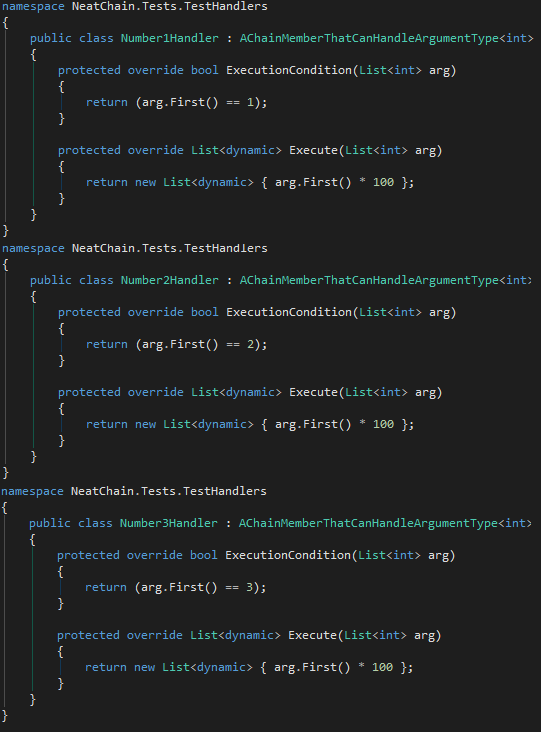 namespace NeatChain.Tests.TestHandlers
{
    public class Number1Handler : AChainMemberThatCanHandleArgumentType<int>
    {
        protected override bool ExecutionCondition(List<int> arg)
        {
            return (arg.First() == 1);
        }

        protected override List<dynamic> Execute(List<int> arg)
        {
            return new List<dynamic> { arg.First() * 100 };
        }
    }
}
namespace NeatChain.Tests.TestHandlers
{
    public class Number2Handler : AChainMemberThatCanHandleArgumentType<int>
    {
        protected override bool ExecutionCondition(List<int> arg)
        {
            return (arg.First() == 2);
        }

        protected override List<dynamic> Execute(List<int> arg)
        {
            return new List<dynamic> { arg.First() * 100 };
        }
    }
}
namespace NeatChain.Tests.TestHandlers
{
    public class Number3Handler : AChainMemberThatCanHandleArgumentType<int>
    {
        protected override bool ExecutionCondition(List<int> arg)
        {
            return (arg.First() == 3);
        }

        protected override List<dynamic> Execute(List<int> arg)
        {
            return new List<dynamic> { arg.First() * 100 };
        }
    }
}